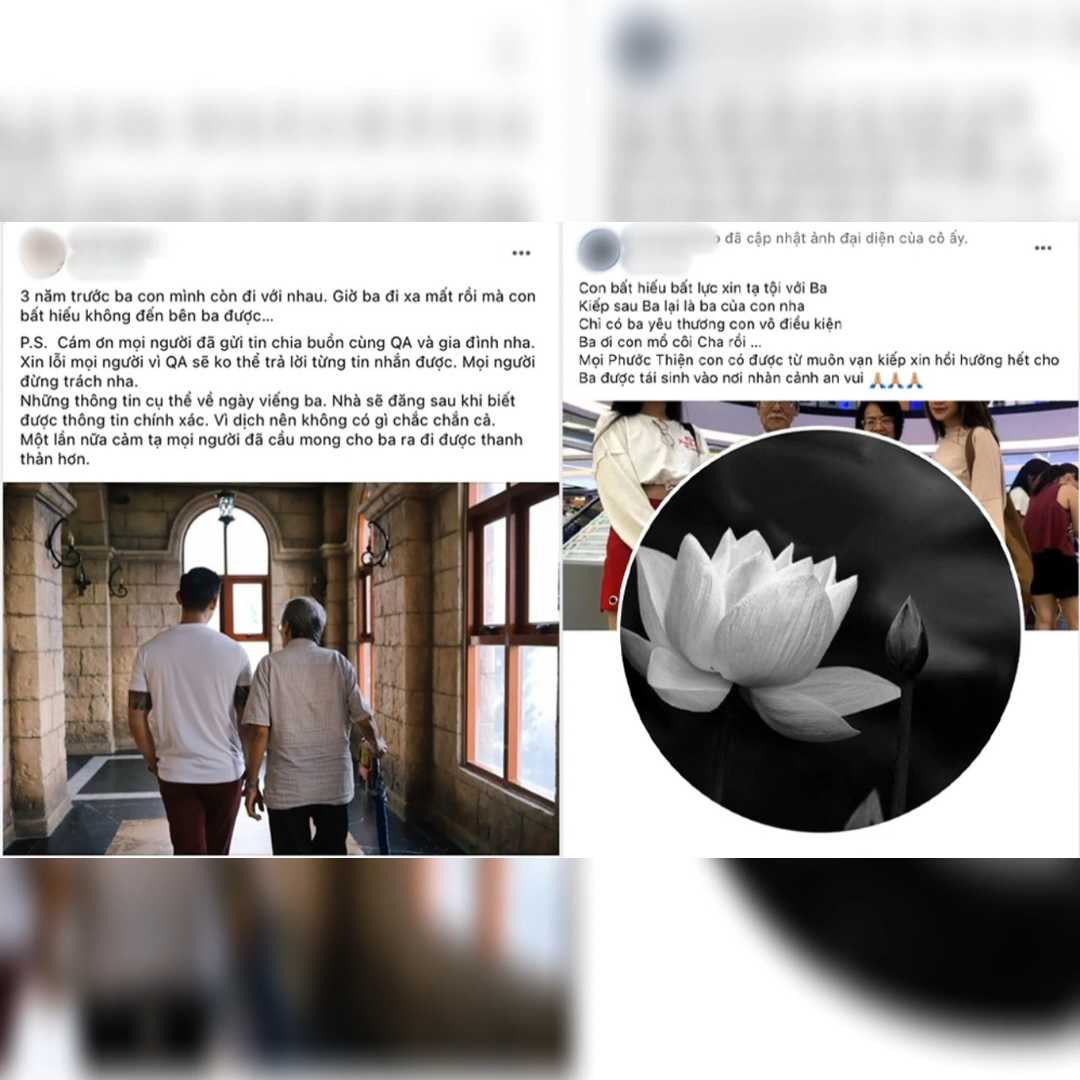 3 năm trước ba con mình còn đi với nhau. Giờ ba đi xa mất rồi mà con
bất hiếu không đến bên ba được...
P.S. Cám ơn mọi người đã gửi tin chia buồn cùng QA và gia đình nha.
Xin lỗi mọi người vì QA sẽ ko thể trả lời từng tin nhắn được. Mọi người
đừng trách nha.
Những thông tin cụ thể về ngày viếng ba. Nhà sẽ đăng sau khi biết
được thông tin chính xác. Vì dịch nên không có gì chắc chắn cả.
Một lần nữa cảm tạ mọi người đã cầu mong cho ba ra đi được thanh
thản hơn.
đã cập nhật ảnh đại diện của cô ấy.
Con bất hiếu bất lực xin tạ tội với Ba
Kiếp sau Ba lại là ba của con nha
Chỉ có ba yêu thương con vô điều kiện
Ba ơi con mồ côi Cha rồi ...
Mọi Phước Thiện con có được từ muôn vạn kiếp xin hồi hướng hết cho
Ba được tái sinh vào nơi nhàn cảnh an vui 🙏🙏🙏